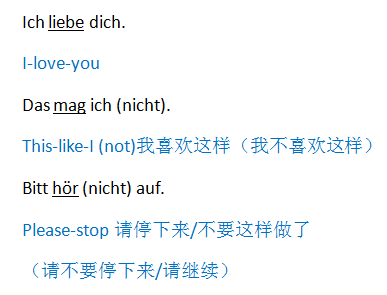 Ich liebe dich.
I-love-you
Das mag ich (nicht).
This-like-I (not)我喜欢这样（我不喜欢这样）
Bitt hör (nicht) auf.
Please-stop 请停下来/不要这样做了
（请不要停下来/请继续）